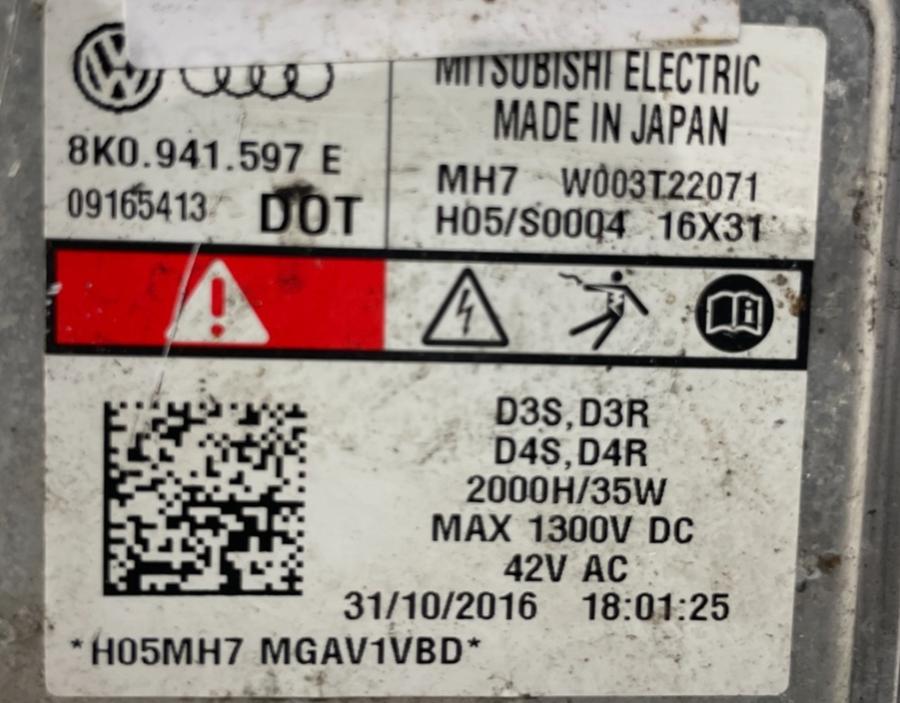 8K0.941.597 E
09165413 DOT
MITSUBISHI ELECTRIC
MADE IN JAPAN
MH7 W003T22071
H05/S0004 16X31
D3S,D3R
D4S,D4R
2000H/35W
MAX 1300V DC
42V AC
31/10/2016 18:01:25
*H05MH7 MGAV1VBD*